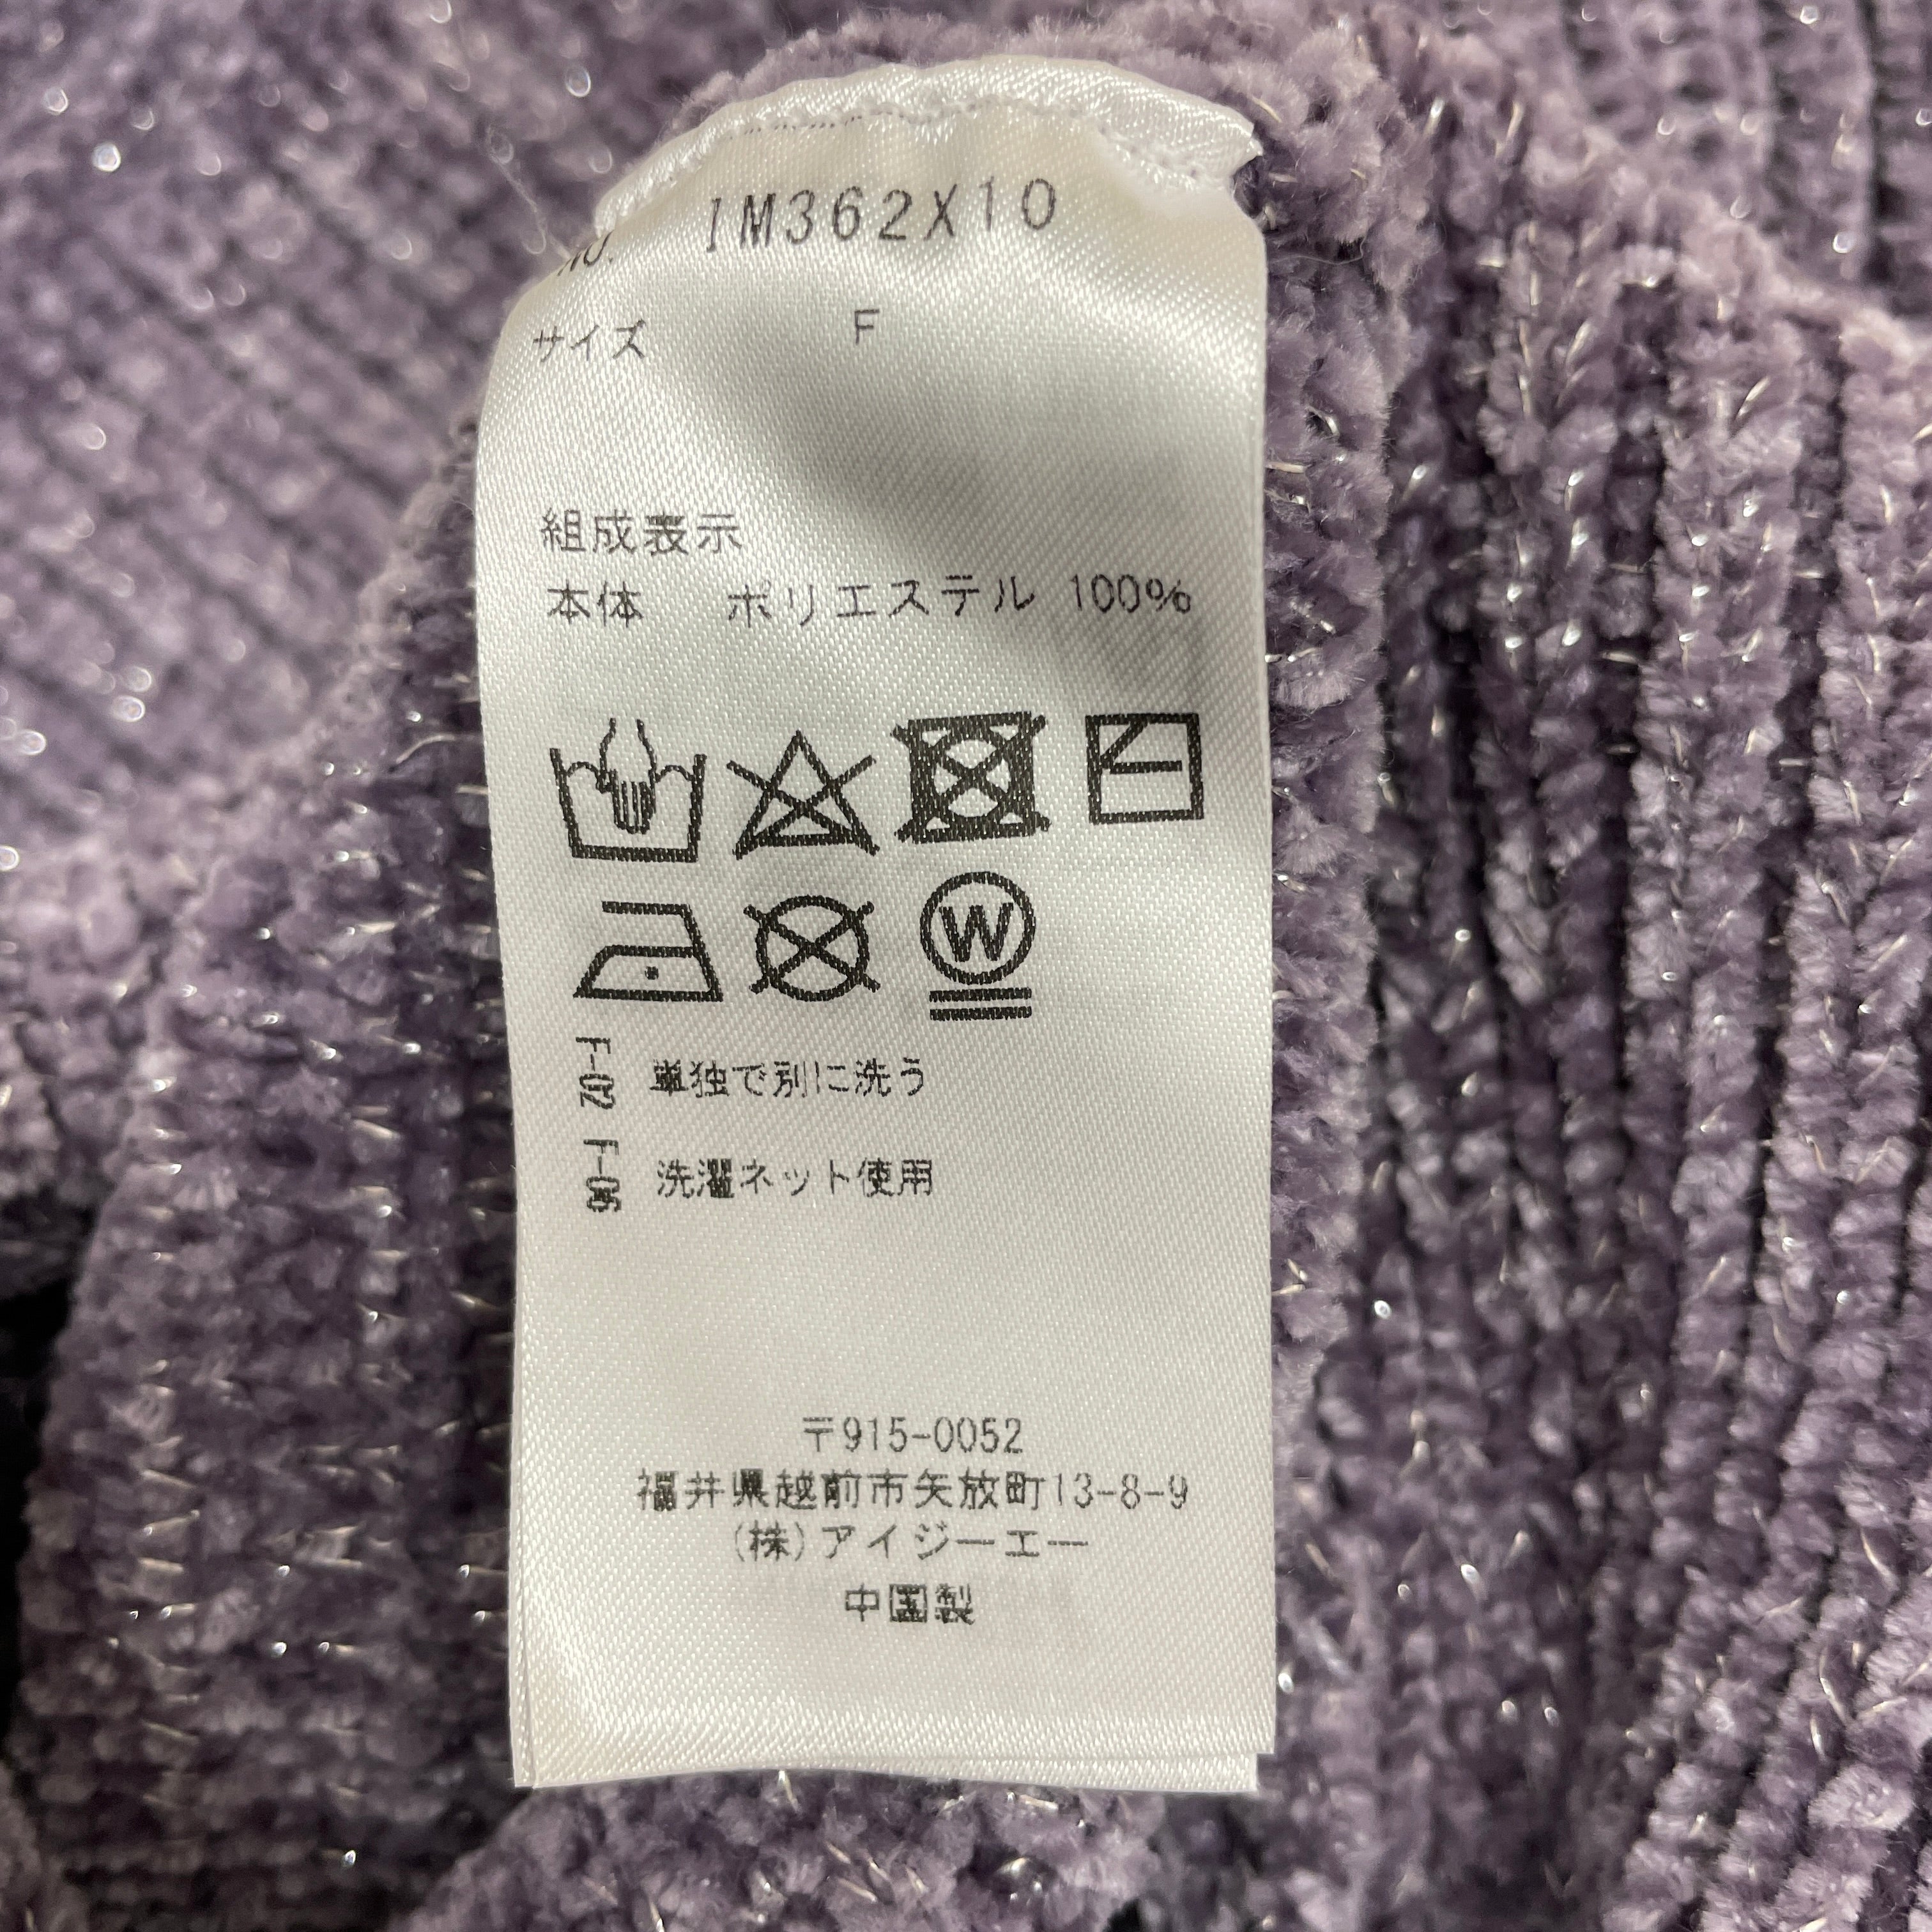 No. IM362X10
サイズ F
組成表示
本体 ポリエステル 100%
W
F-02 単独で別に洗う
F-06 洗濯ネット使用
〒915-0052
福井県越前市矢放町13-8-9
(株)アイジーエー
中国製